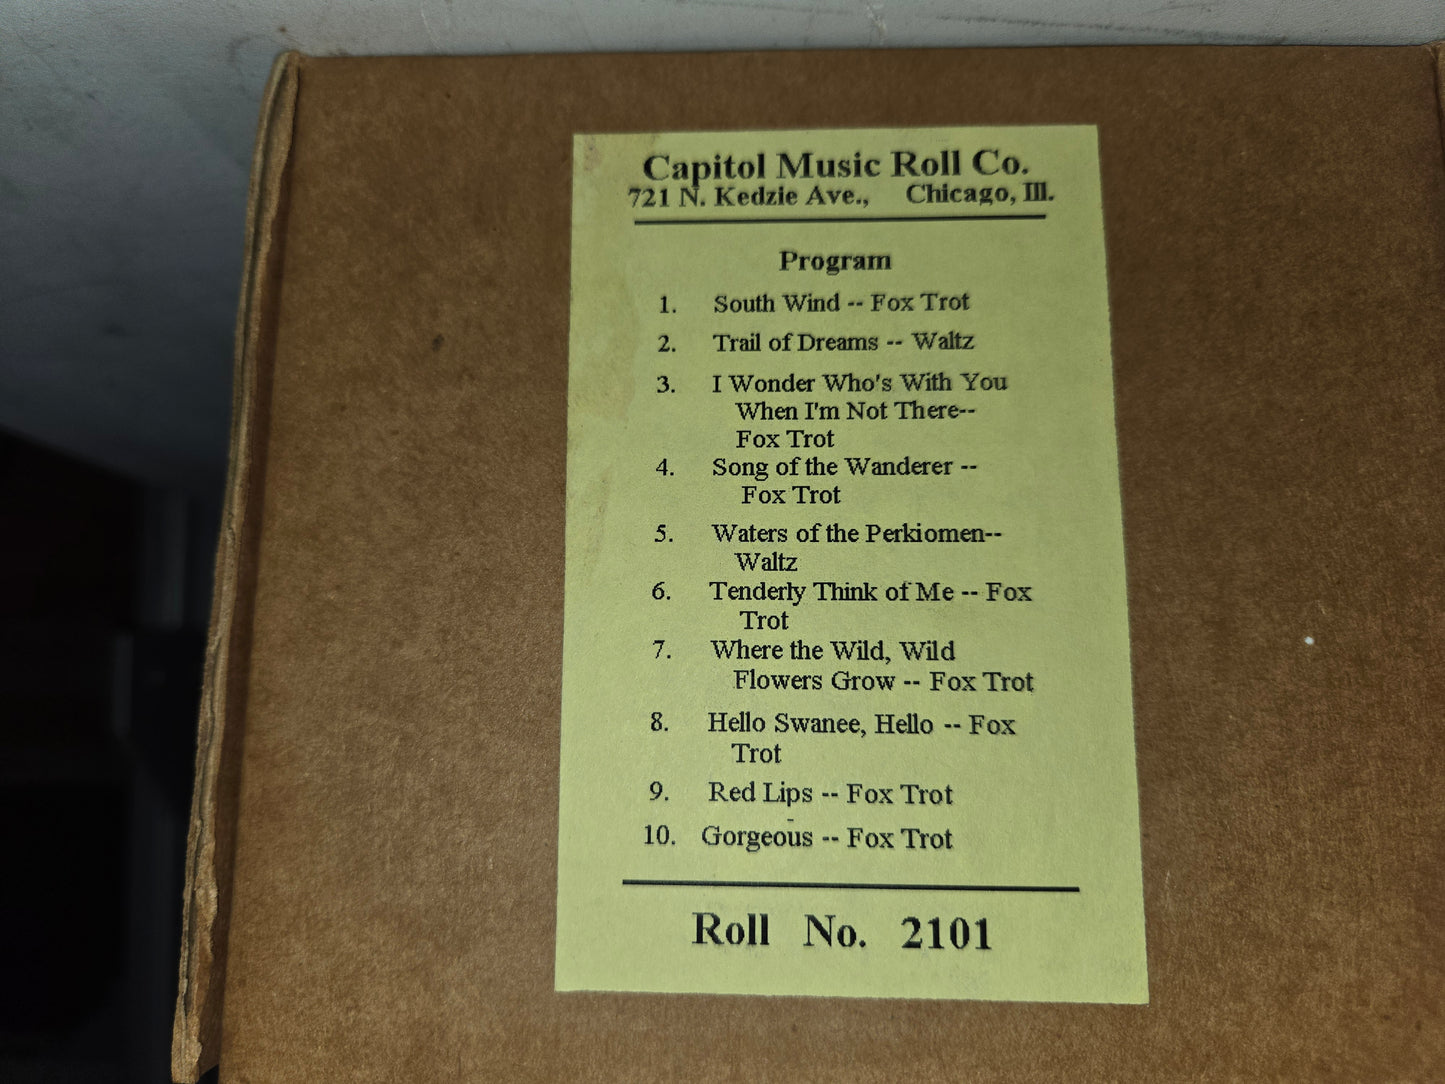 Capitol Music Roll Co.
721 N. Kedzie Ave., Chicago, Ill.
Program
1. South Wind -- Fox Trot
2. Trail of Dreams -- Waltz
3. I Wonder Who's With You
When I'm Not There--
Fox Trot
4. Song of the Wanderer --
Fox Trot
5. Waters of the Perkiomen--
Waltz
6. Tenderly Think of Me -- Fox
Trot
7. Where the Wild, Wild
Flowers Grow -- Fox Trot
8. Hello Swanee, Hello -- Fox
Trot
9. Red Lips -- Fox Trot
10. Gorgeous -- Fox Trot
Roll No. 2101